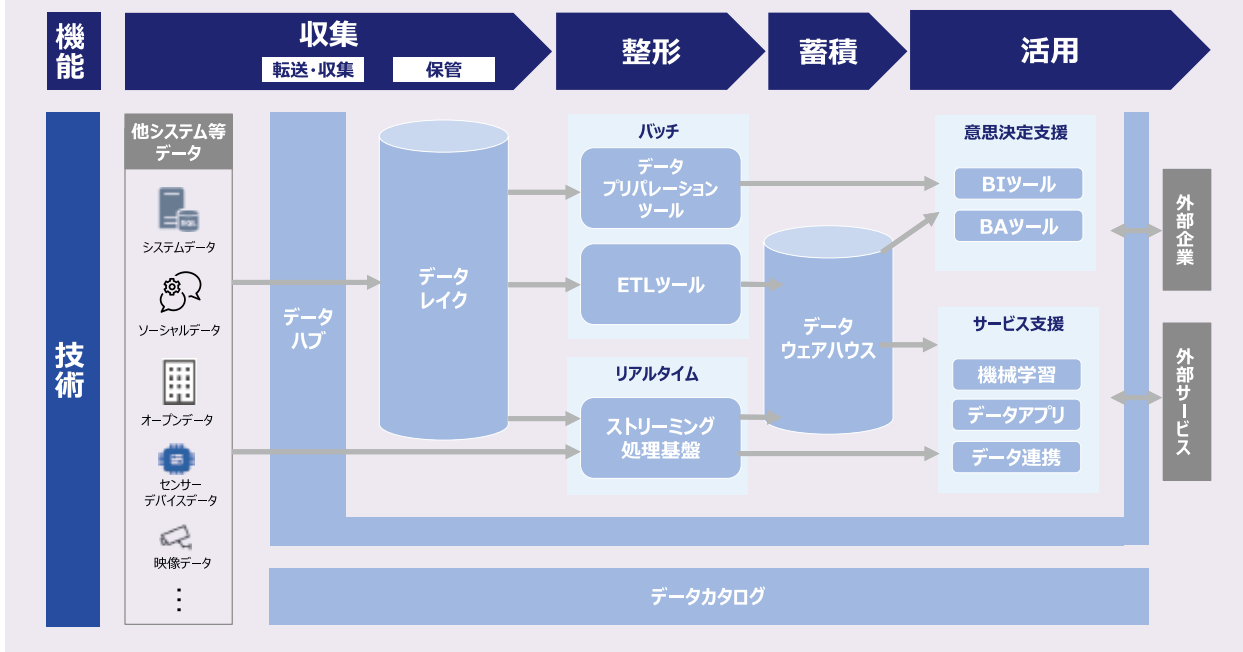 機
能
収集
転送・収集
保管
整形
蓄積
活用
技
術
他システム等
データ
システムデータ
ソーシャルデータ
オープンデータ
センサー
デバイスデータ
映像データ
⋮
データ
ハブ
データ
レイク
バッチ
データ
プリパレーション
ツール
ETLツール
リアルタイム
ストリーミング
処理基盤
データ
ウェアハウス
意思決定支援
BIツール
BAツール
サービス支援
機械学習
データアプリ
データ連携
外部企業
外部サービス
データカタログ